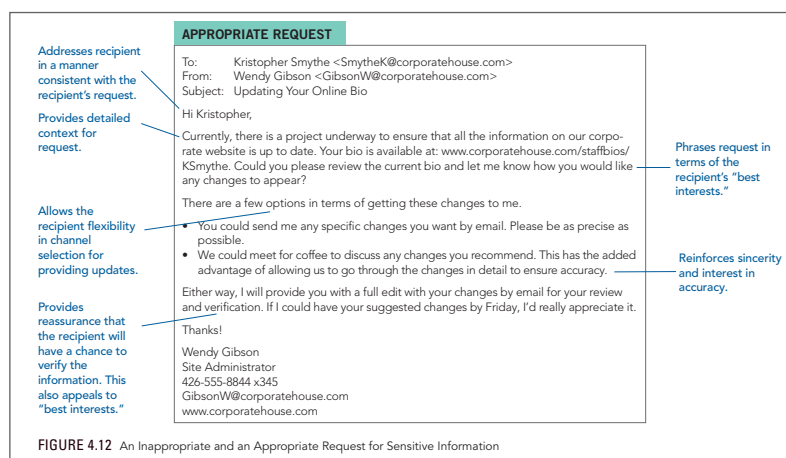 APPROPRIATE REQUEST
Addresses recipient
in a manner
consistent with the
recipient's request.
Provides detailed
context for
request.
Allows the
recipient flexibility
in channel
selection for
providing updates.
Provides
reassurance that
the recipient will
have a chance to
verify the
information. This
also appeals to
"best interests."
To: Kristopher Smythe <SmytheK@corporatehouse.com>
From: Wendy Gibson <GibsonW@corporatehouse.com>
Subject: Updating Your Online Bio
Hi Kristopher,
Currently, there is a project underway to ensure that all the information on our corpo-
rate website is up to date. Your bio is available at: www.corporatehouse.com/staffbios/
KSmythe. Could you please review the current bio and let me know how you would like
any changes to appear?
There are a few options in terms of getting these changes to me.
• You could send me any specific changes you want by email. Please be as precise as
possible.
• We could meet for coffee to discuss any changes you recommend. This has the added
advantage of allowing us to go through the changes in detail to ensure accuracy.
Either way, I will provide you with a full edit with your changes by email for your review
and verification. If I could have your suggested changes by Friday, I'd really appreciate it.
Thanks!
Wendy Gibson
Site Administrator
426-555-8844 x345
GibsonW@corporatehouse.com
www.corporatehouse.com
Phrases request in
terms of the
recipient's "best
interests."
Reinforces sincerity
and interest in
accuracy.
FIGURE 4.12 An Inappropriate and an Appropriate Request for Sensitive Information